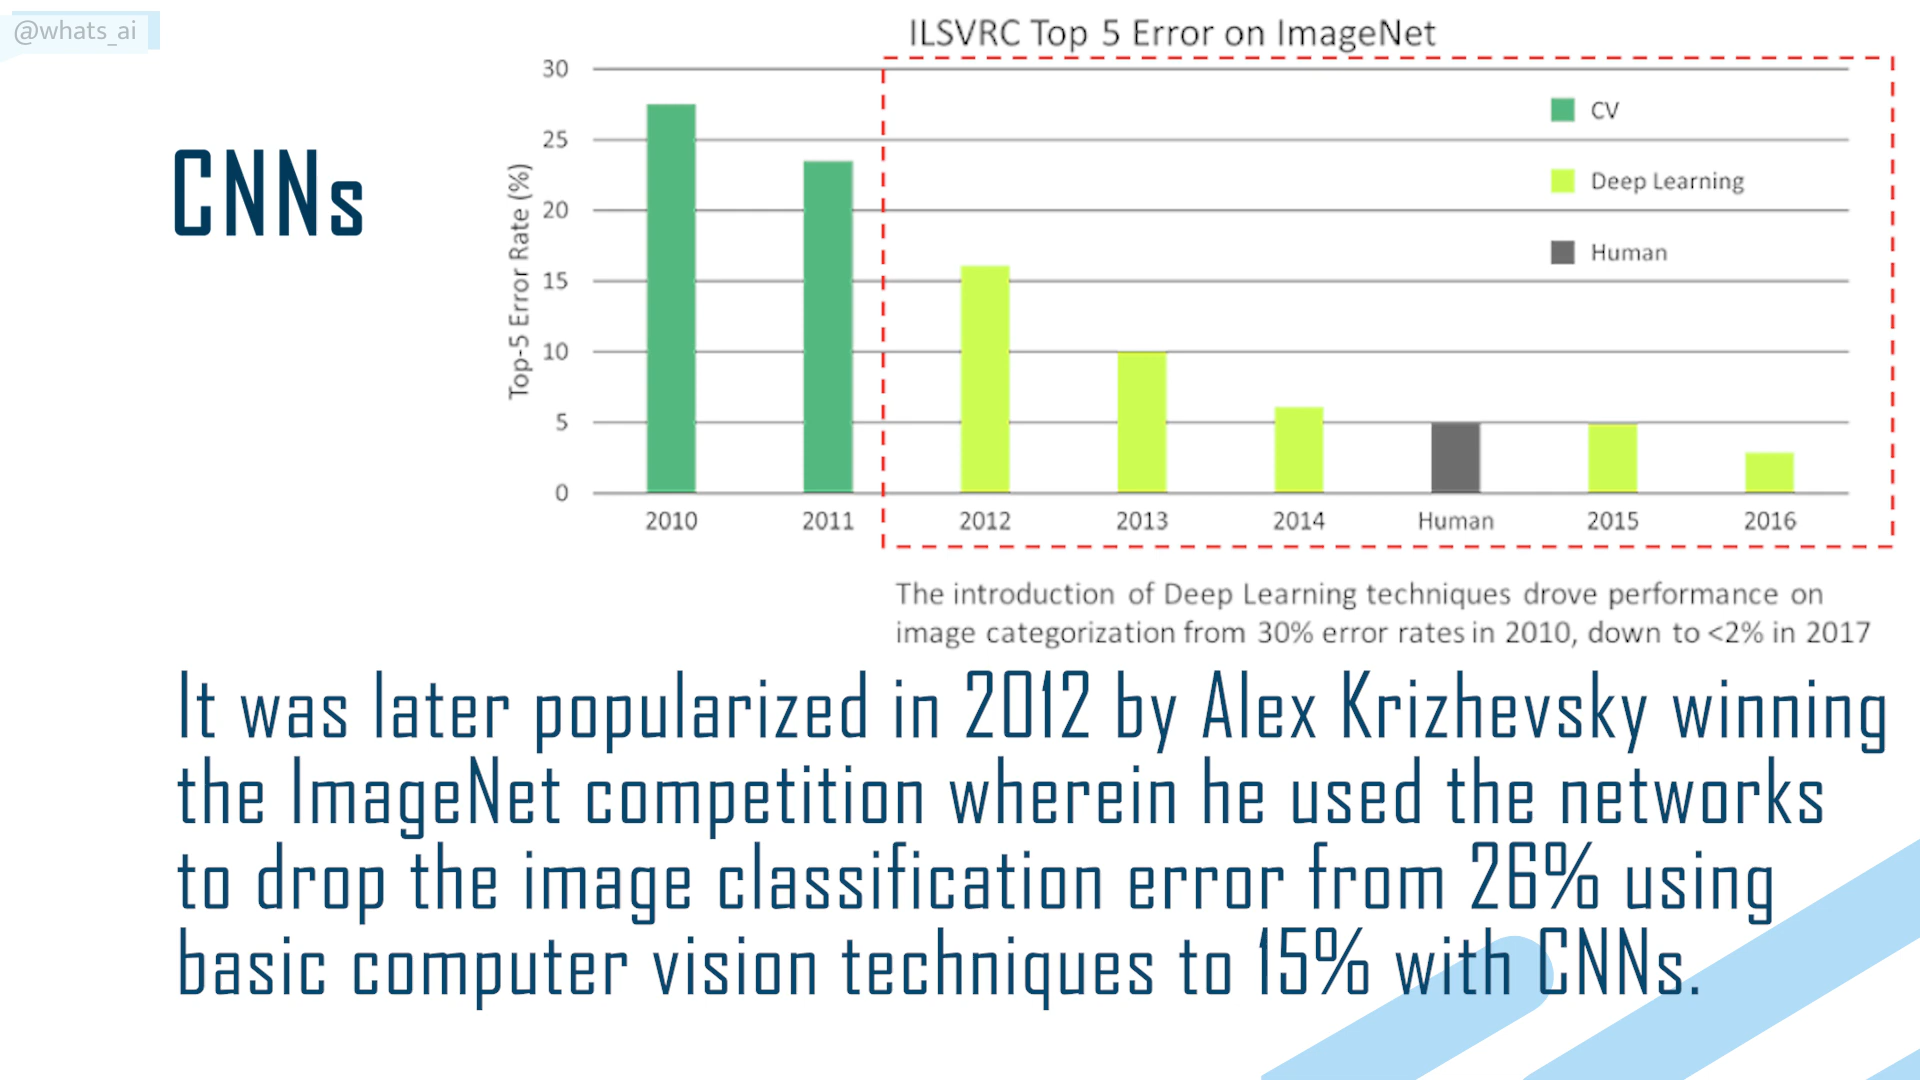 @whats_ai
CNNs
ILSVRC Top 5 Error on ImageNet
Top-5 Error Rate (%)
30
25
20
15
10
5
0
CV
Deep Learning
Human
2010 2011 2012 2013 2014 Human 2015 2016
The introduction of Deep Learning techniques drove performance on
image categorization from 30% error rates in 2010, down to <2% in 2017
It was later popularized in 2012 by Alex Krizhevsky winning
the ImageNet competition wherein he used the networks
to drop the image classification error from 26% using
basic computer vision techniques to 15% with CNNs.